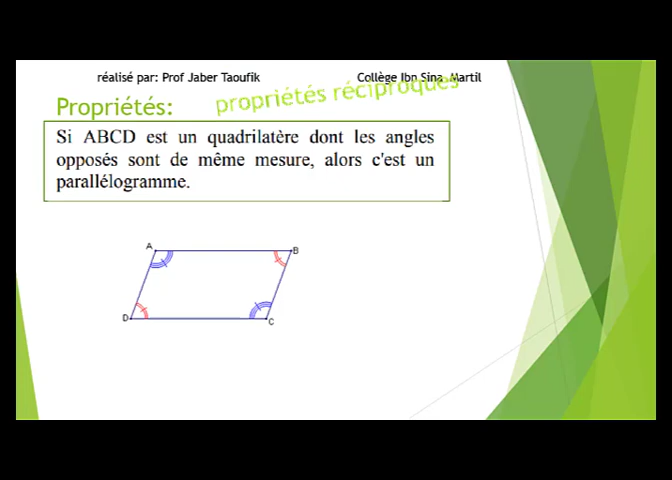 réalisé par: Prof Jaber Taoufik Collège Ibn Sina Martil
Propriétés: propriétés réciproques
Si ABCD est un quadrilatère dont les angles
opposés sont de même mesure, alors c'est un
parallélogramme.
A B
D C